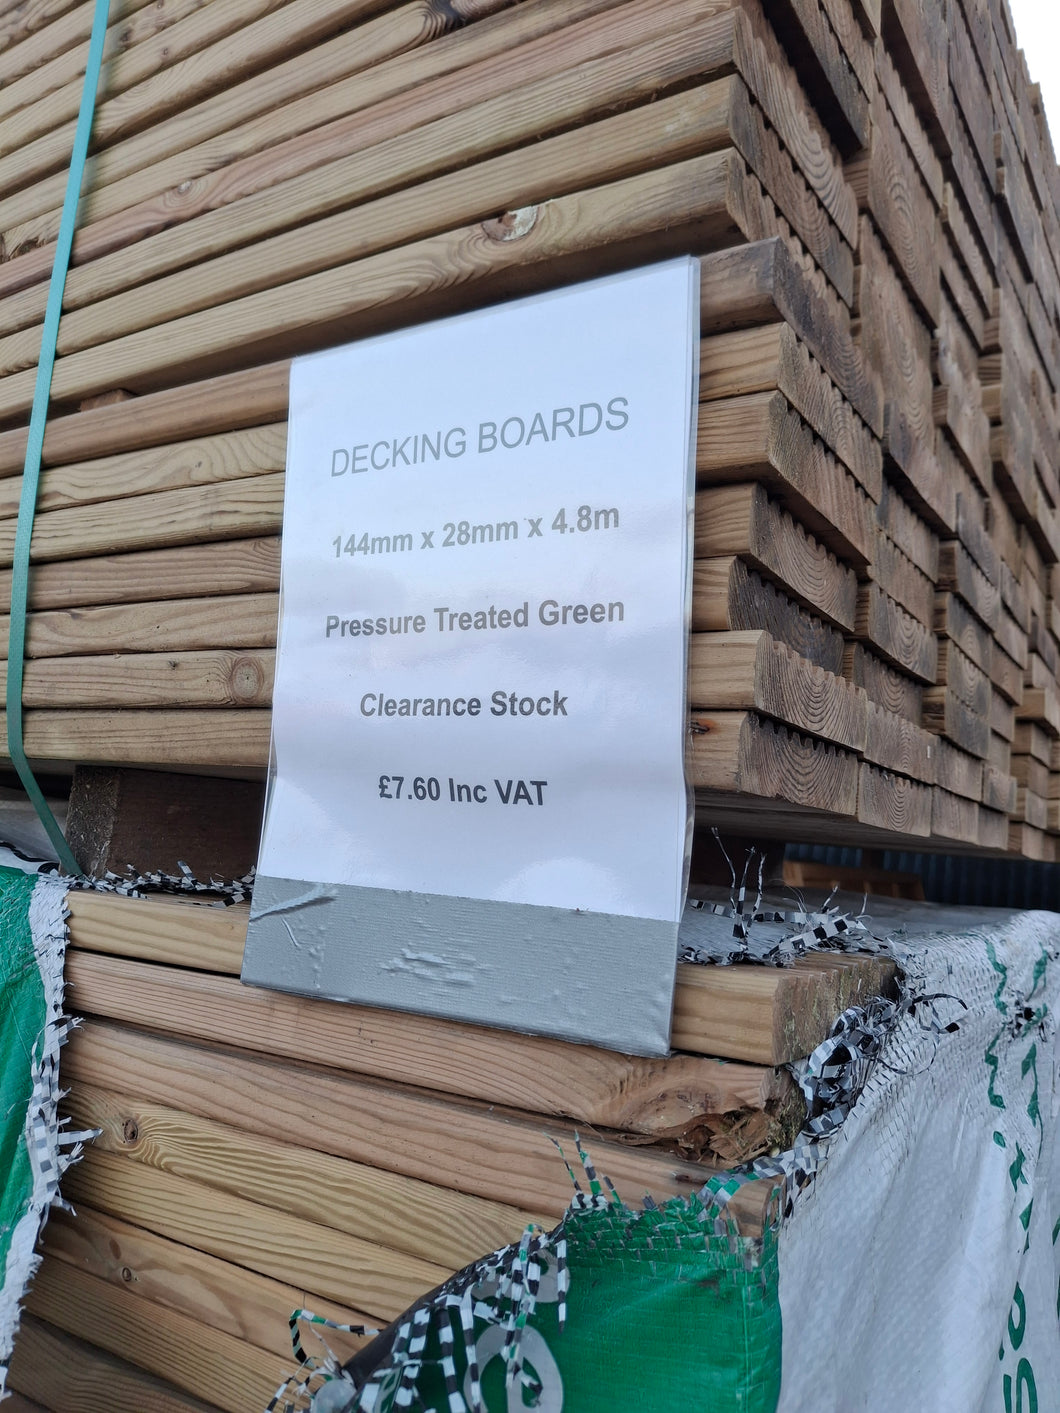 DECKING BOARDS
144mm x 28mm x 4.8m
Pressure Treated Green
Clearance Stock
£7.60 Inc VAT